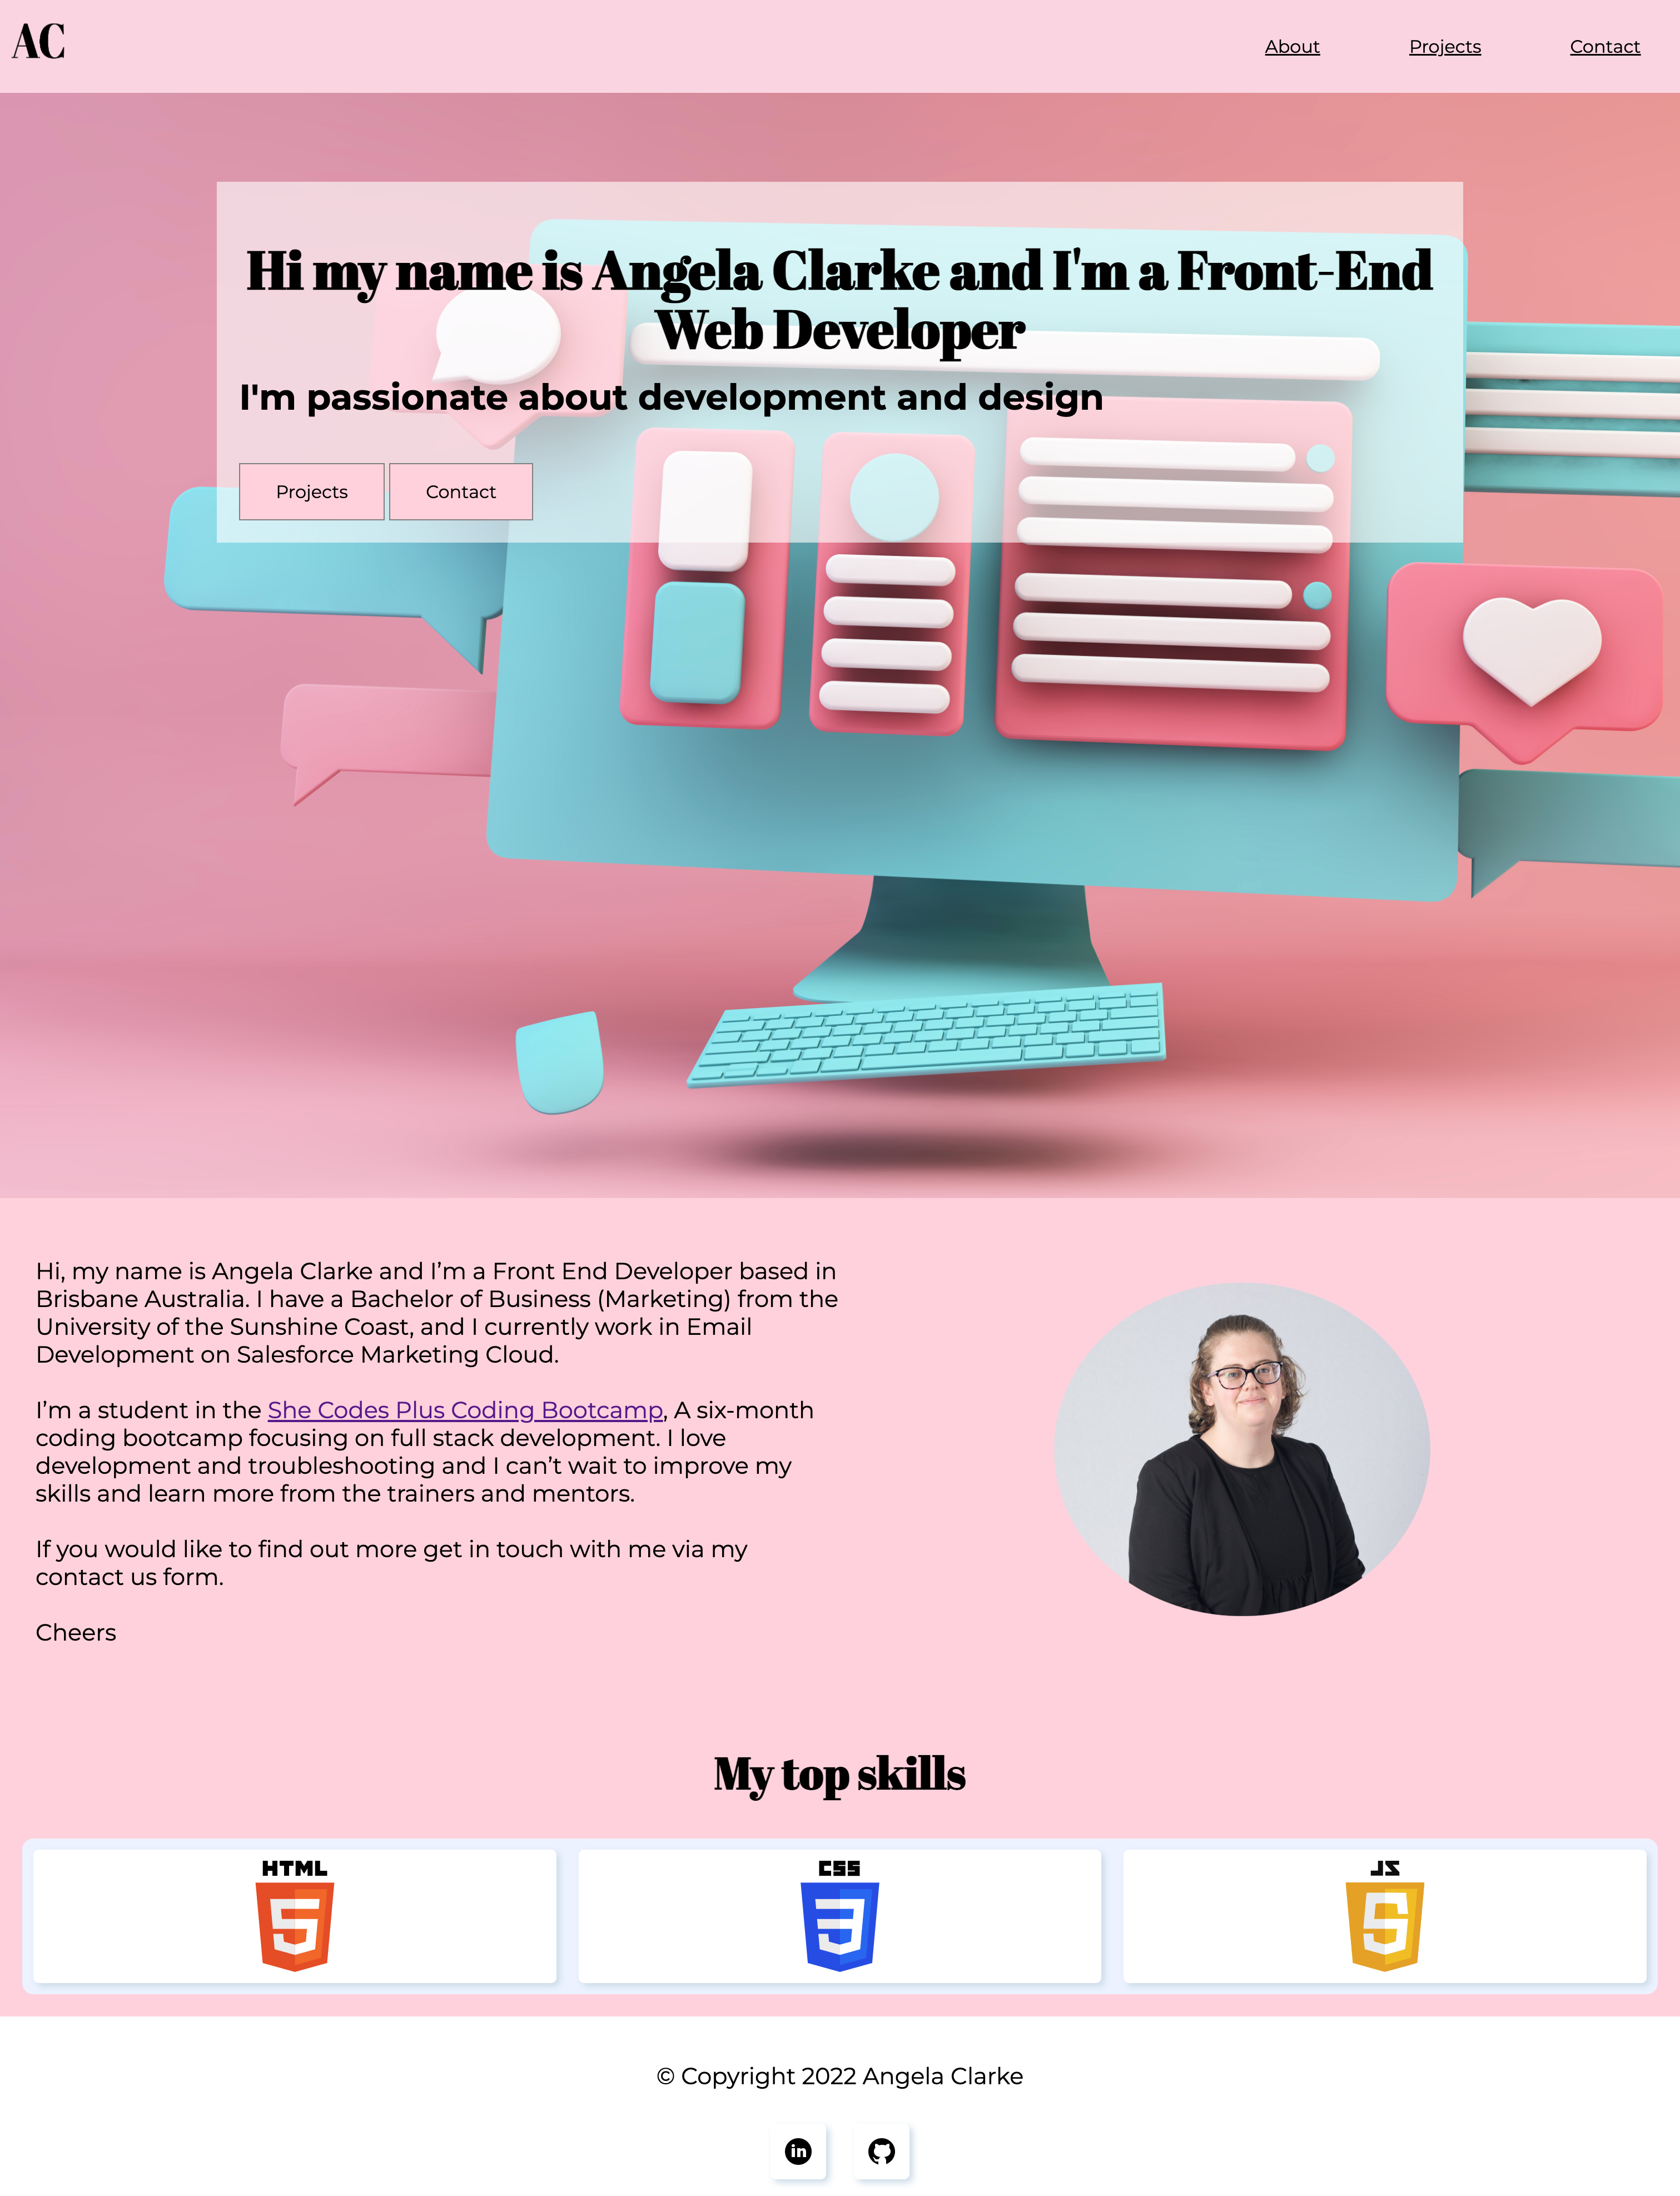 AC
About Projects Contact
Hi my name is Angela Clarke and I'm a Front-End
Web Developer
I'm passionate about development and design
Projects Contact
Hi, my name is Angela Clarke and I’m a Front End Developer based in
Brisbane Australia. I have a Bachelor of Business (Marketing) from the
University of the Sunshine Coast, and I currently work in Email
Development on Salesforce Marketing Cloud.
I’m a student in the She Codes Plus Coding Bootcamp, A six-month
coding bootcamp focusing on full stack development. I love
development and troubleshooting and I can’t wait to improve my
skills and learn more from the trainers and mentors.
If you would like to find out more get in touch with me via my
contact us form.
Cheers
My top skills
HTML CSS JS
5 3 S
© Copyright 2022 Angela Clarke
in